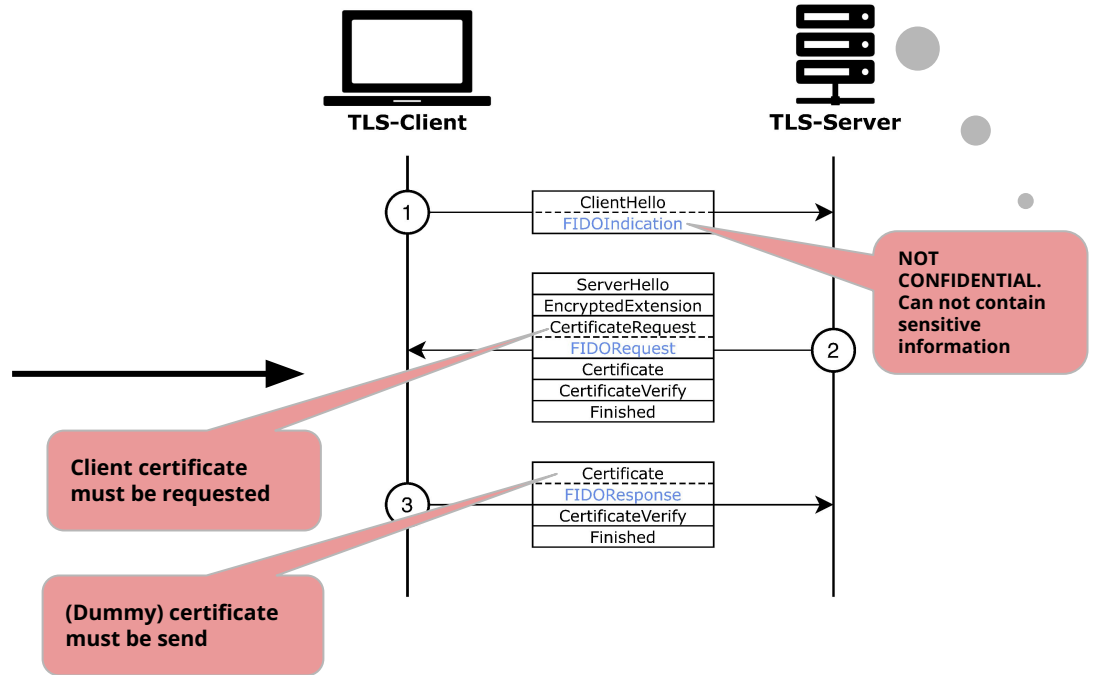 TLS-Client
TLS-Server
1
ClientHello
FIDOIndication
NOT
CONFIDENTIAL.
Can not contain
sensitive
information
ServerHello
EncryptedExtension
CertificateRequest
FIDORequest
Certificate
CertificateVerify
Finished
2
Client certificate
must be requested
3
Certificate
FIDOResponse
CertificateVerify
Finished
(Dummy) certificate
must be send